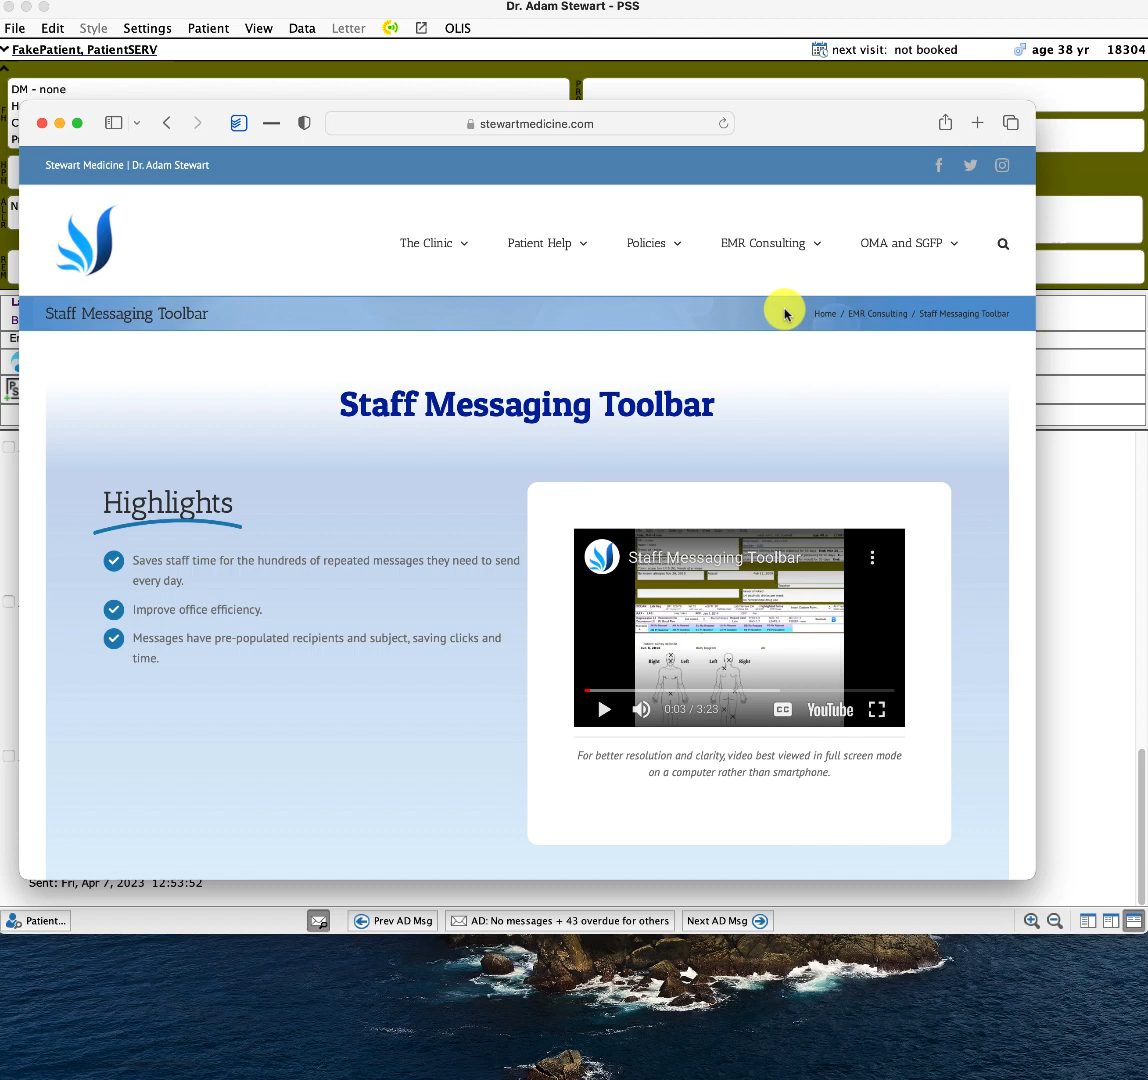 Dr. Adam Stewart - PSS
File Edit Style Settings Patient View Data Letter OLIS
FakePatient, PatientSERV next visit: not booked age 38 yr 18304
DM - none
stewartmedicine.com
Stewart Medicine | Dr. Adam Stewart
The Clinic Patient Help Policies EMR Consulting OMA and SGFP
Staff Messaging Toolbar Home / EMR Consulting / Staff Messaging Toolbar
Staff Messaging Toolbar
Highlights
Saves staff time for the hundreds of repeated messages they need to send
every day.
Improve office efficiency.
Messages have pre-populated recipients and subject, saving clicks and
time.
Staff Messaging Toolbar
Right Left Left Right
0:03 / 3:23 CC YouTube
For better resolution and clarity, video best viewed in full screen mode
on a computer rather than smartphone.
Sent: Fri, Apr 7, 2023 12:53:52
Patient... Prev AD Msg AD: No messages + 43 overdue for others Next AD Msg